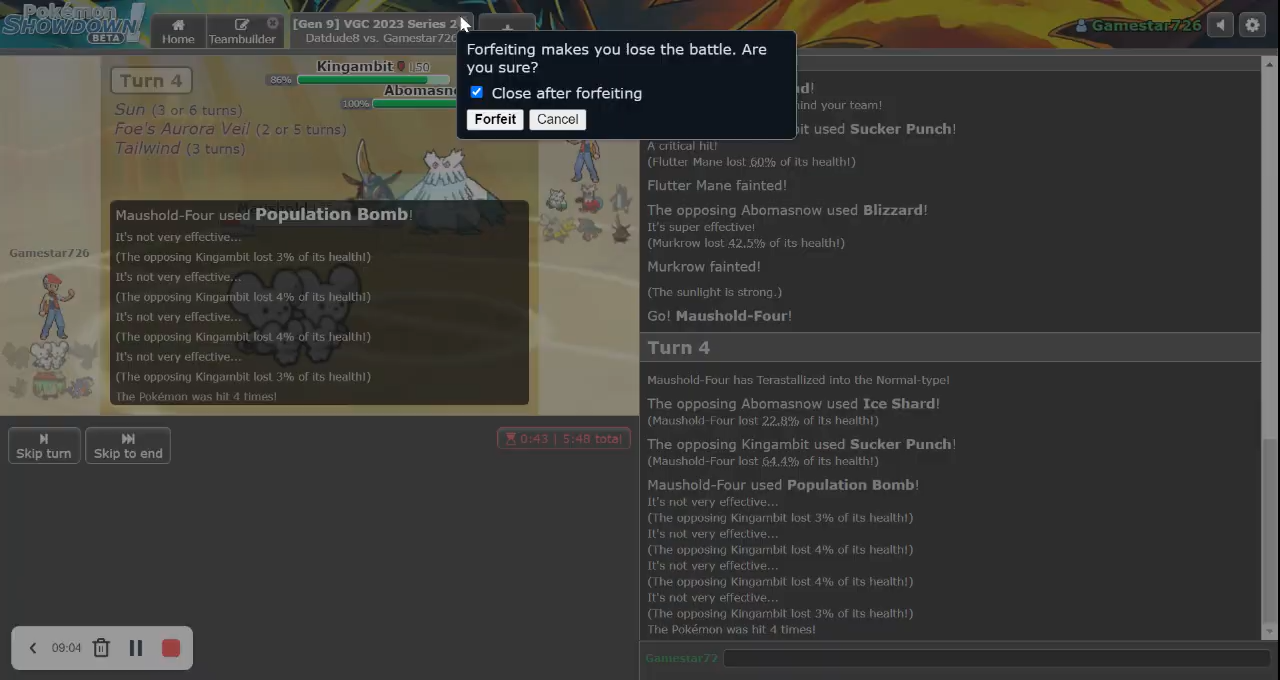 Pokémon
SHOWDOWN!
BETA
Home
Teambuilder
[Gen 9] VGC 2023 Series 2
Datdude8 vs. Gamestar726
+
Gamestar726
Forfeiting makes you lose the battle. Are
you sure?
Close after forfeiting
Forfeit
Cancel
Turn 4
Sun (3 or 6 turns)
Foe's Aurora Veil (2 or 5 turns)
Tailwind (3 turns)
Kingambit L50
86%
Abomasn
100%
Gamestar726
Maushold-Four used Population Bomb!
It's not very effective...
(The opposing Kingambit lost 3% of its health!)
It's not very effective...
(The opposing Kingambit lost 4% of its health!)
It's not very effective...
(The opposing Kingambit lost 4% of its health!)
It's not very effective...
(The opposing Kingambit lost 3% of its health!)
The Pokémon was hit 4 times!
Skip turn
Skip to end
0:43 | 5:48 total
09:04
nd!
hind your team!
it used Sucker Punch!
A critical hit!
(Flutter Mane lost 60% of its health!)
Flutter Mane fainted!
The opposing Abomasnow used Blizzard!
It's super effective!
(Murkrow lost 42.5% of its health!)
Murkrow fainted!
(The sunlight is strong.)
Go! Maushold-Four!
Turn 4
Maushold-Four has Terastallized into the Normal-type!
The opposing Abomasnow used Ice Shard!
(Maushold-Four lost 22.8% of its health!)
The opposing Kingambit used Sucker Punch!
(Maushold-Four lost 64.4% of its health!)
Maushold-Four used Population Bomb!
It's not very effective...
(The opposing Kingambit lost 3% of its health!)
It's not very effective...
(The opposing Kingambit lost 4% of its health!)
It's not very effective...
(The opposing Kingambit lost 4% of its health!)
It's not very effective...
(The opposing Kingambit lost 3% of its health!)
The Pokémon was hit 4 times!
Gamestar72